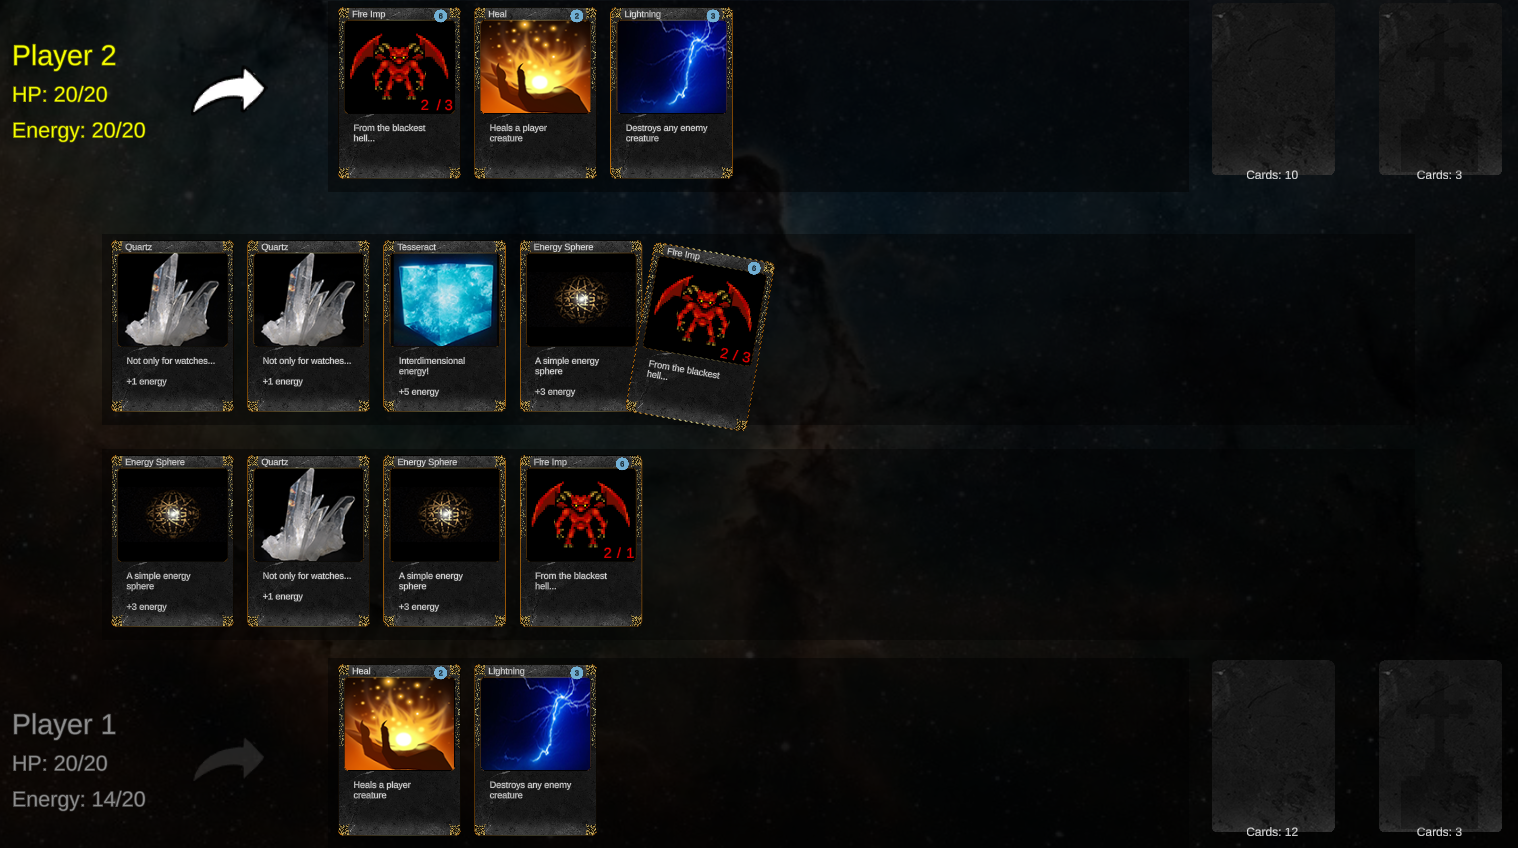 Player 2
HP: 20/20
Energy: 20/20
Fire Imp
6
2 / 3
From the blackest
hell...
Heal
2
Heals a player
creature
Lightning
3
Destroys any enemy
creature
Cards: 10
Cards: 3
Quartz
Not only for watches...
+1 energy
Quartz
Not only for watches...
+1 energy
Tesseract
Interdimensional
energy!
+5 energy
Energy Sphere
A simple energy
sphere
+3 energy
Fire Imp
6
2 / 3
From the blackest
hell...
Energy Sphere
A simple energy
sphere
+3 energy
Quartz
Not only for watches...
+1 energy
Energy Sphere
A simple energy
sphere
+3 energy
Fire Imp
6
2 / 1
From the blackest
hell...
Player 1
HP: 20/20
Energy: 14/20
Heal
2
Heals a player
creature
Lightning
3
Destroys any enemy
creature
Cards: 12
Cards: 3